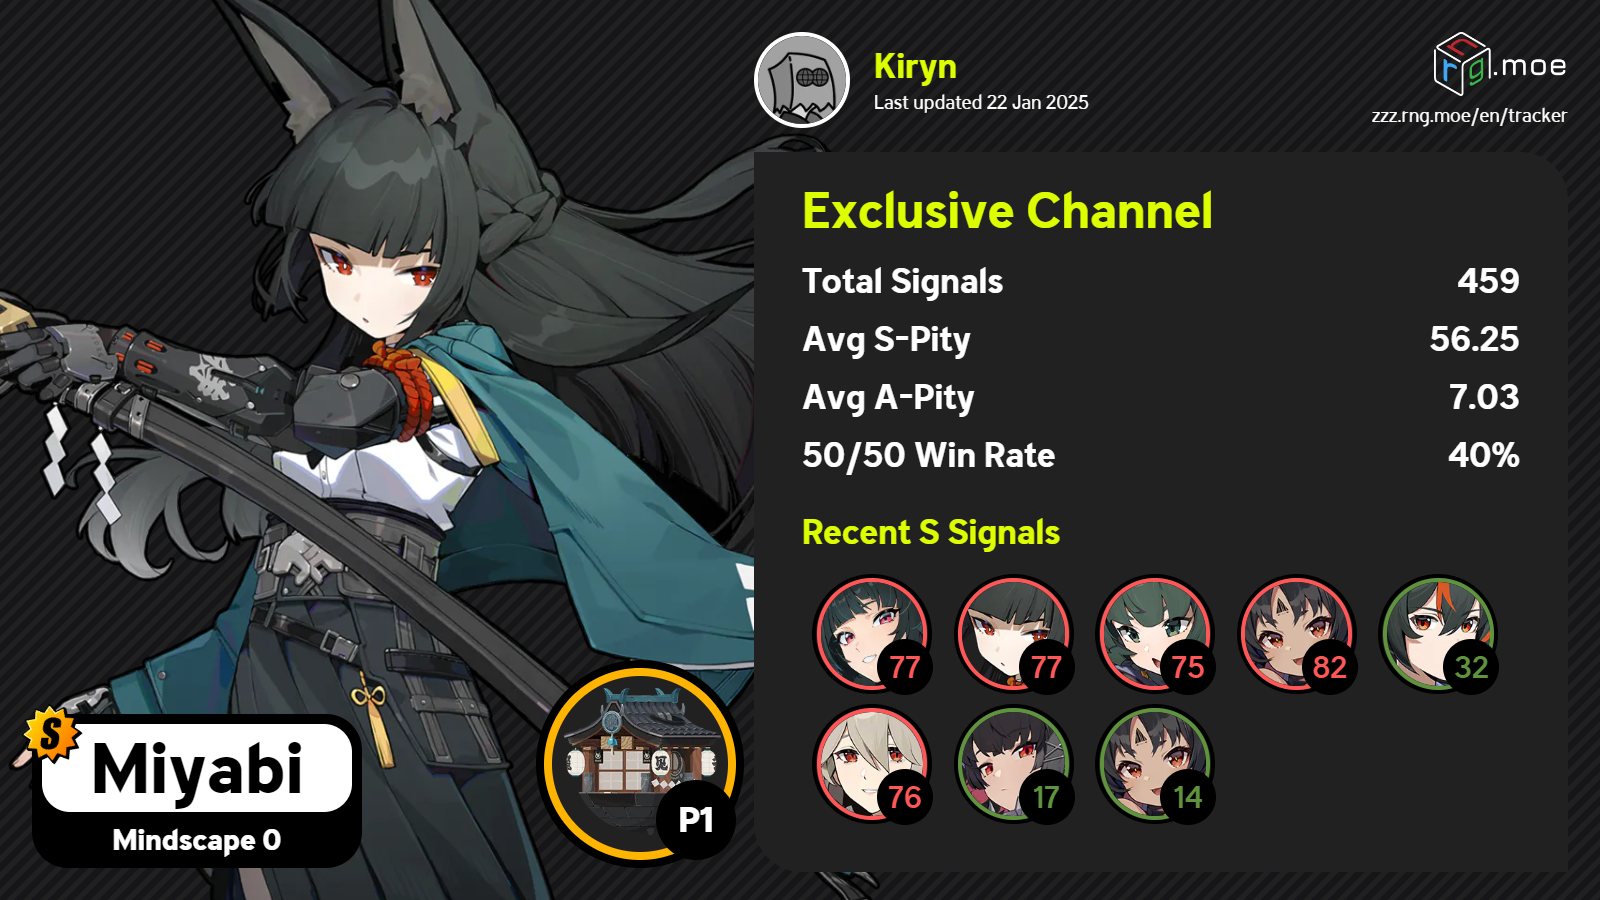 Kiryn
Last updated 22 Jan 2025
rng.moe
zzz.rng.moe/en/tracker
Exclusive Channel
Total Signals 459
Avg S-Pity 56.25
Avg A-Pity 7.03
50/50 Win Rate 40%
Recent S Signals
77 77 75 82 32
76 17 14
S
Miyabi
Mindscape 0
P1